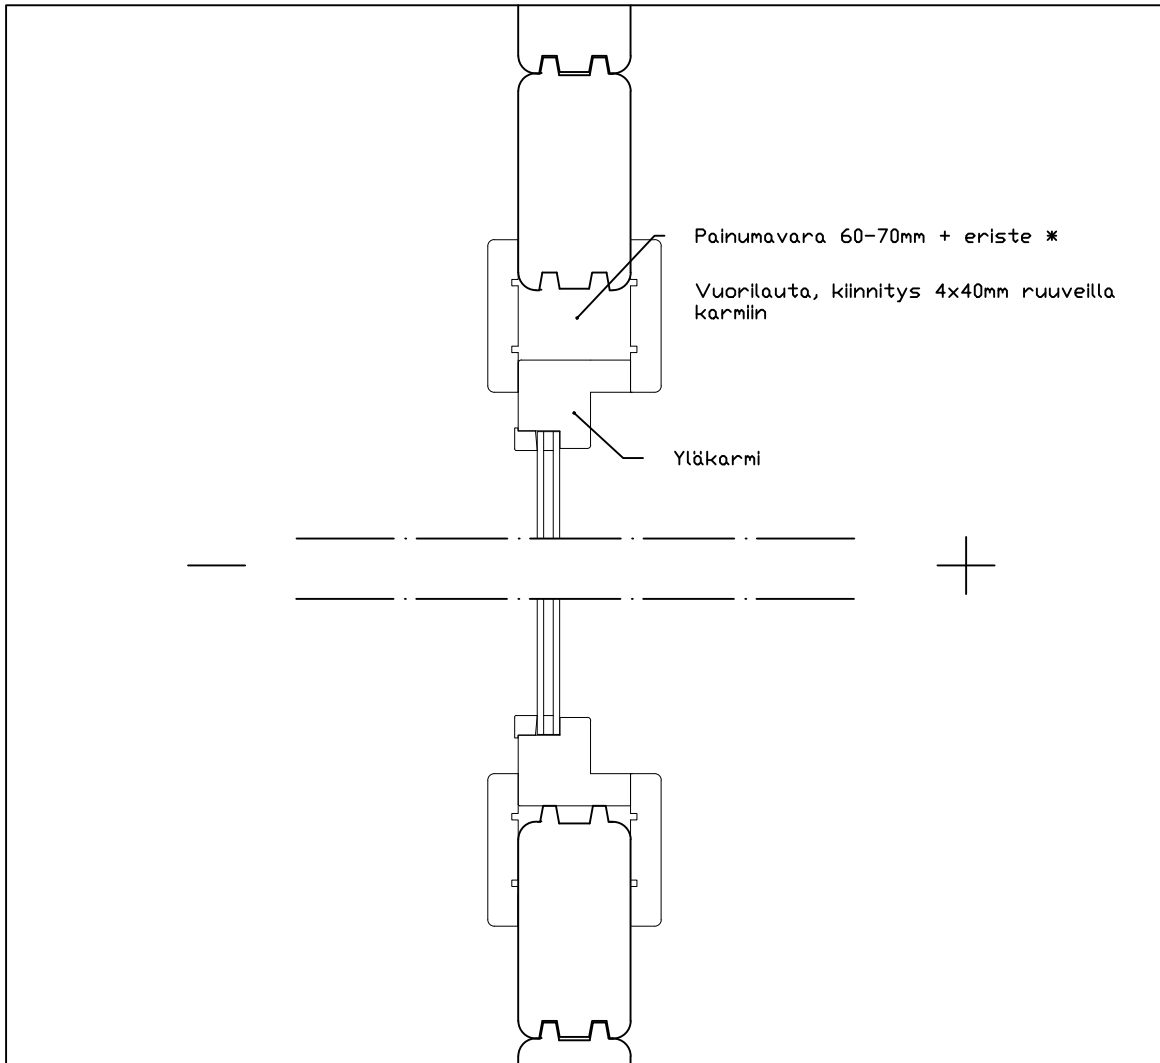 Painumavara 60-70mm + eriste *
Vuorilauta, kiinnitys 4x40mm ruuveilla
karmiin
Yläkarmi